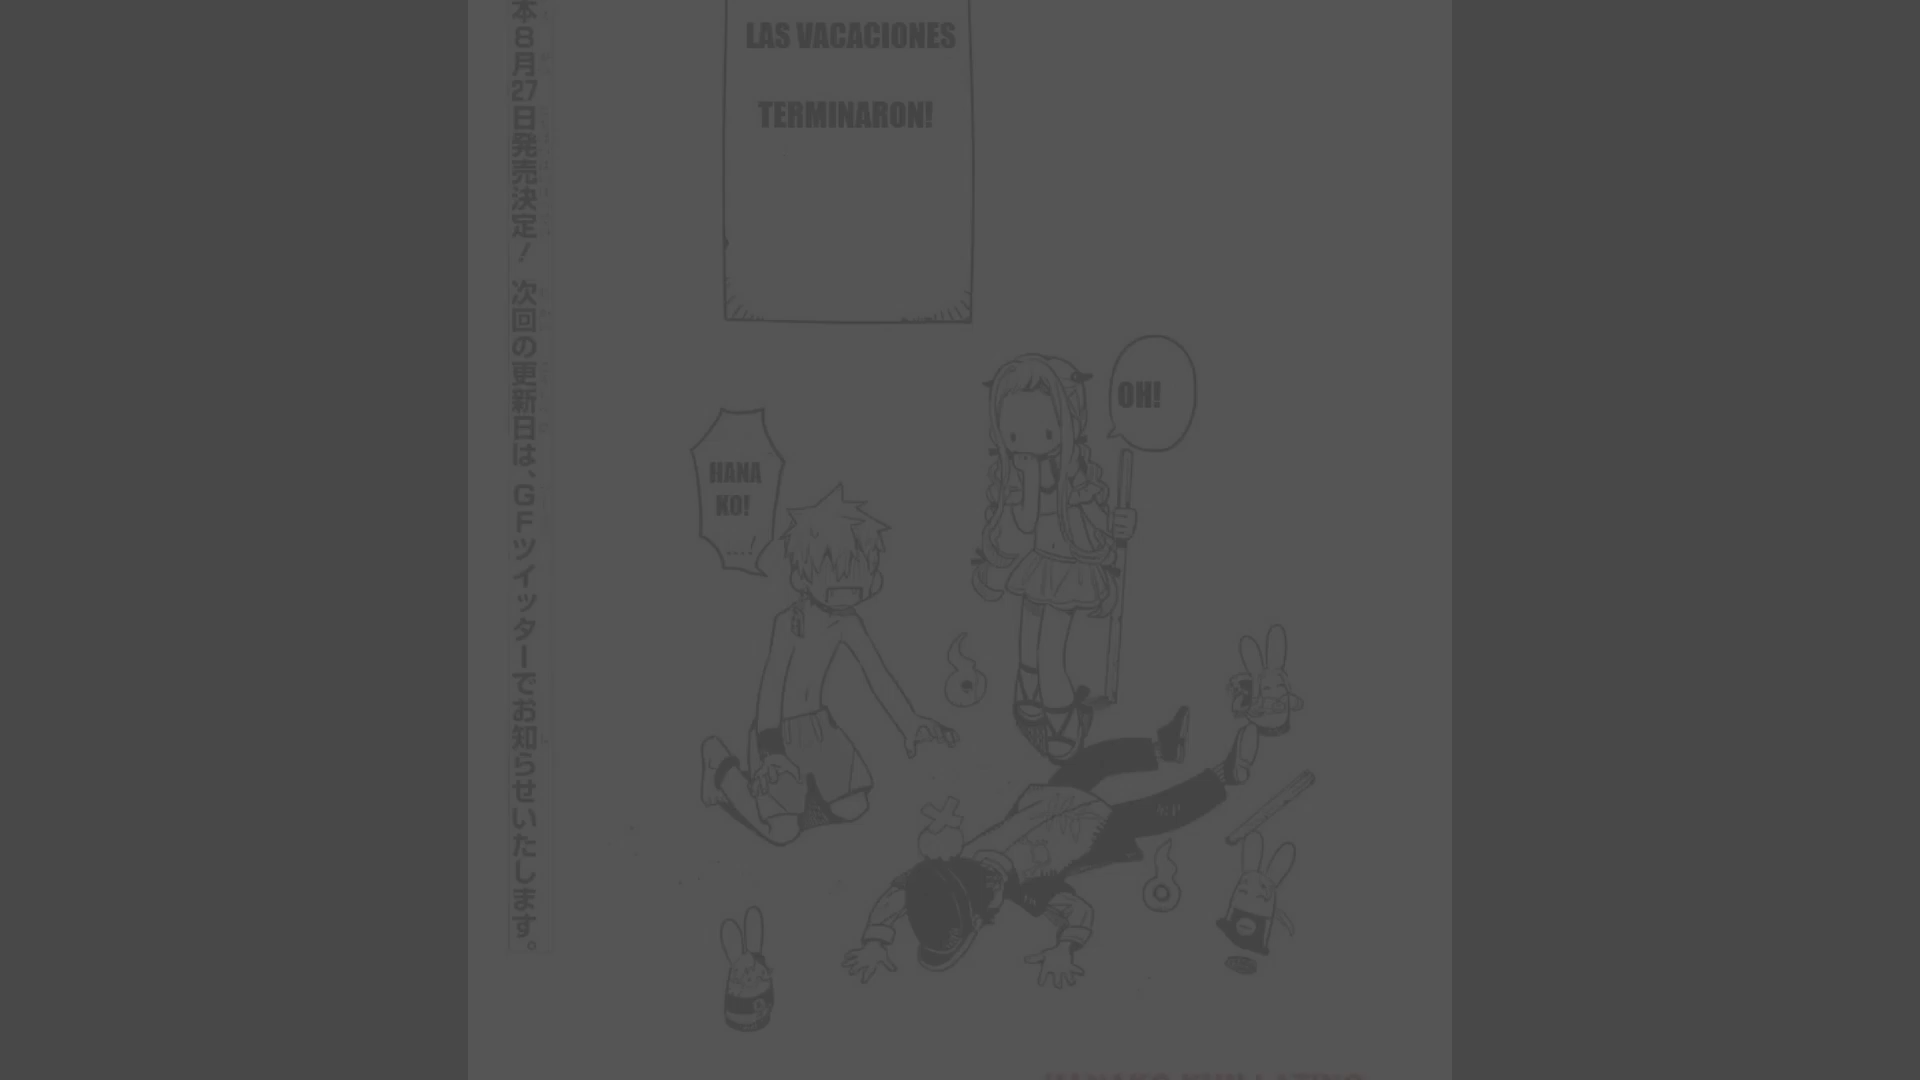 本8月27日発売決定! 次回の更新日は、GFツイッターでお知らせいたします。
LAS VACACIONES
TERMINARON!
OH!
HANA
KO!
....!